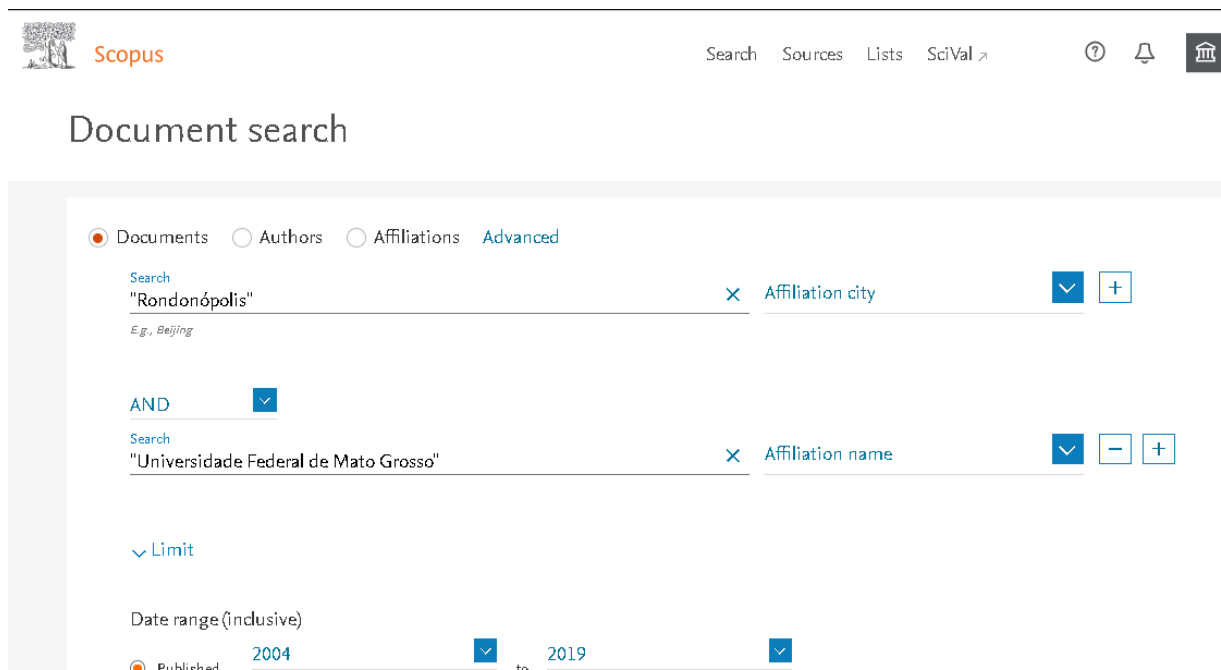 Scopus
Search Sources Lists SciVal
Document search
Documents Authors Affiliations Advanced
Search
"Rondonópolis"
Affiliation city
E.g., Beijing
AND
Search
"Universidade Federal de Mato Grosso"
Affiliation name
Limit
Date range (inclusive)
Published 2004 to 2019